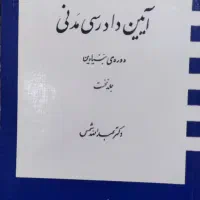 آیین دادرسی مدنی
دوره‌ی بنیادین
جلد نخست
دکتر عبدالله شمس